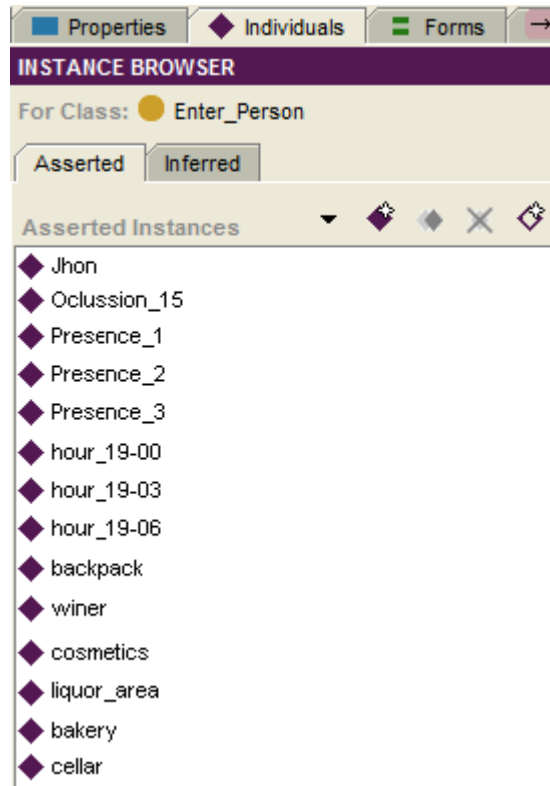 Properties Individuals Forms
INSTANCE BROWSER
For Class: Enter_Person
Asserted Inferred
Asserted Instances
Jhon
Oclussion_15
Presence_1
Presence_2
Presence_3
hour_19-00
hour_19-03
hour_19-06
backpack
winer
cosmetics
liquor_area
bakery
cellar